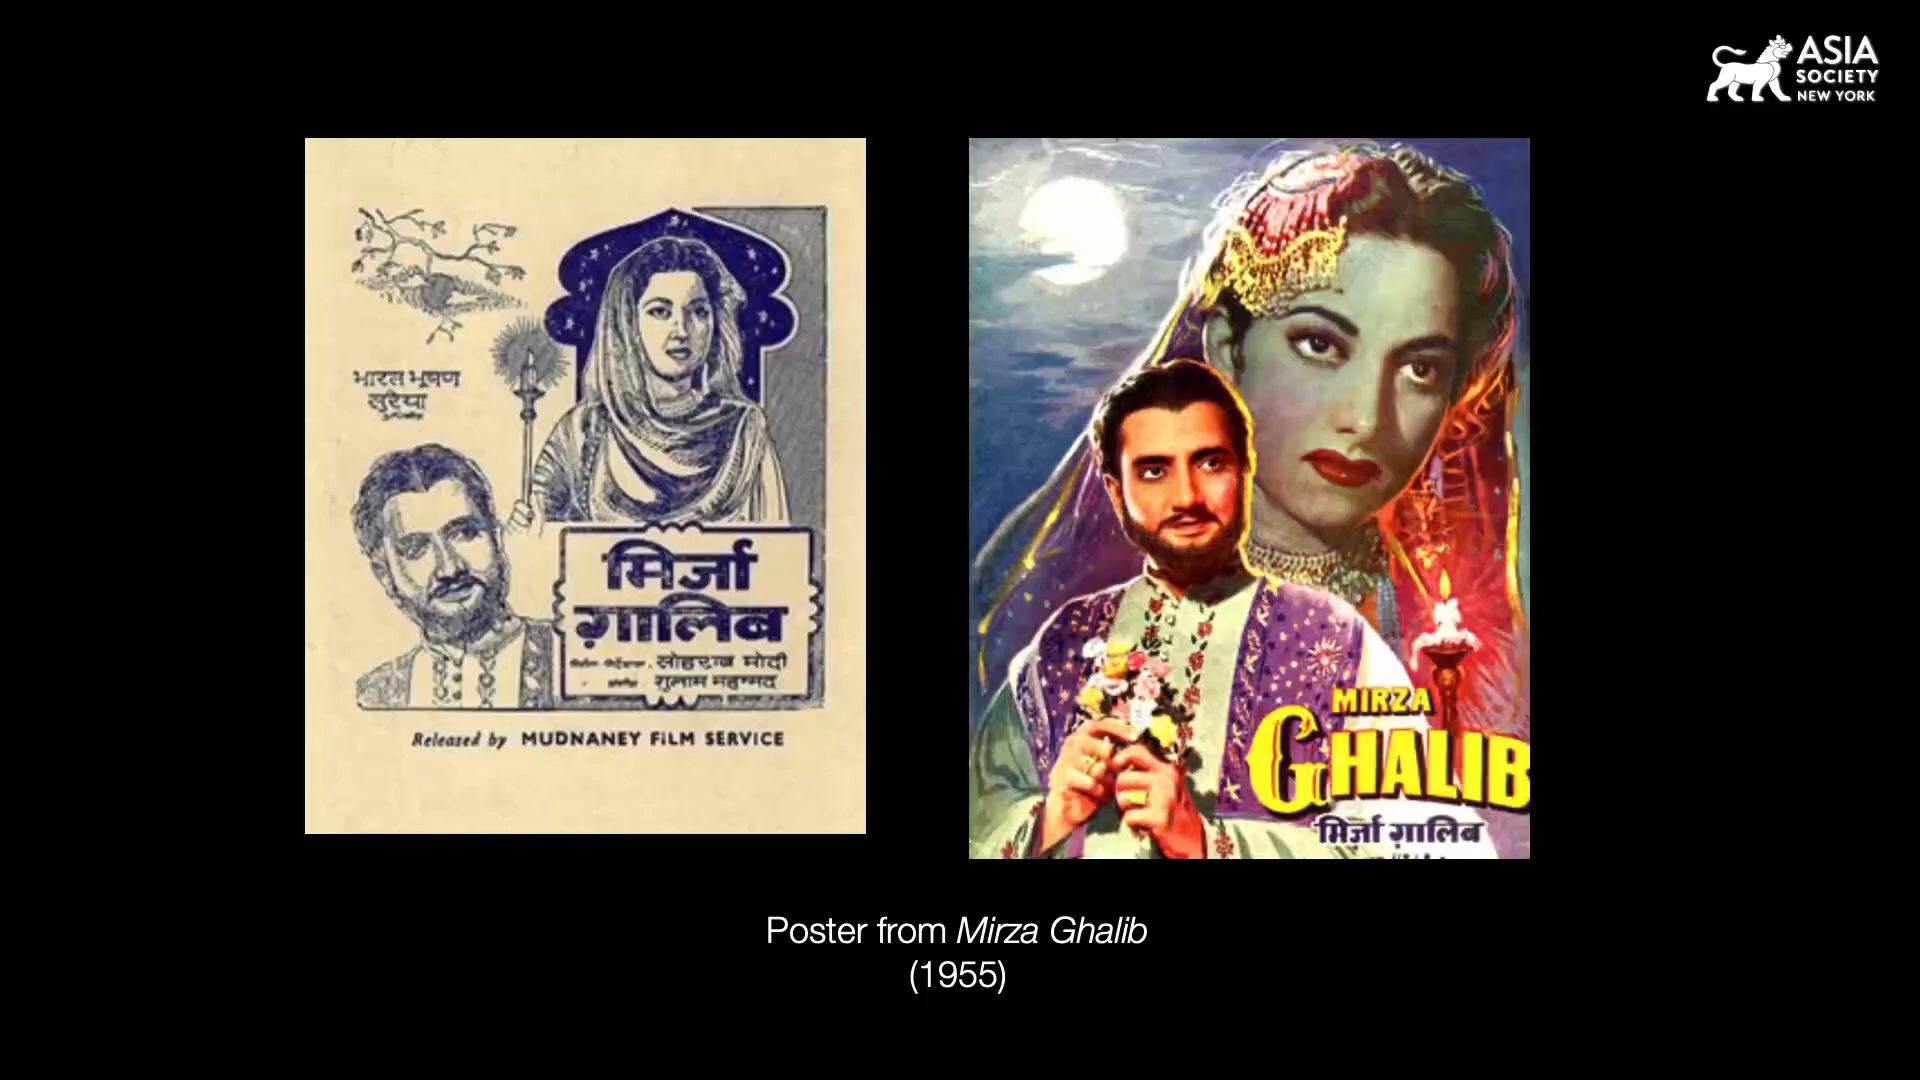 ASIA
SOCIETY
NEW YORK
भारत भूषण
सुरैया
मिर्जा
ग़ालिब
सोहराब मोदी
गुलाम महम्मद
Released by MUDNANEY FILM SERVICE
MIRZA
GHALIB
मिर्जा ग़ालिब
Poster from Mirza Ghalib
(1955)